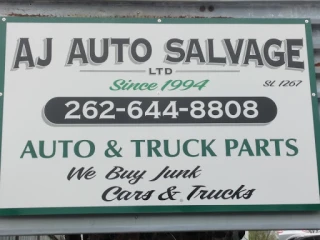 AJ AUTO SALVAGE
LTD
Since 1994 SL 1267
262-644-8808
AUTO & TRUCK PARTS
We Buy Junk
Cars & Trucks